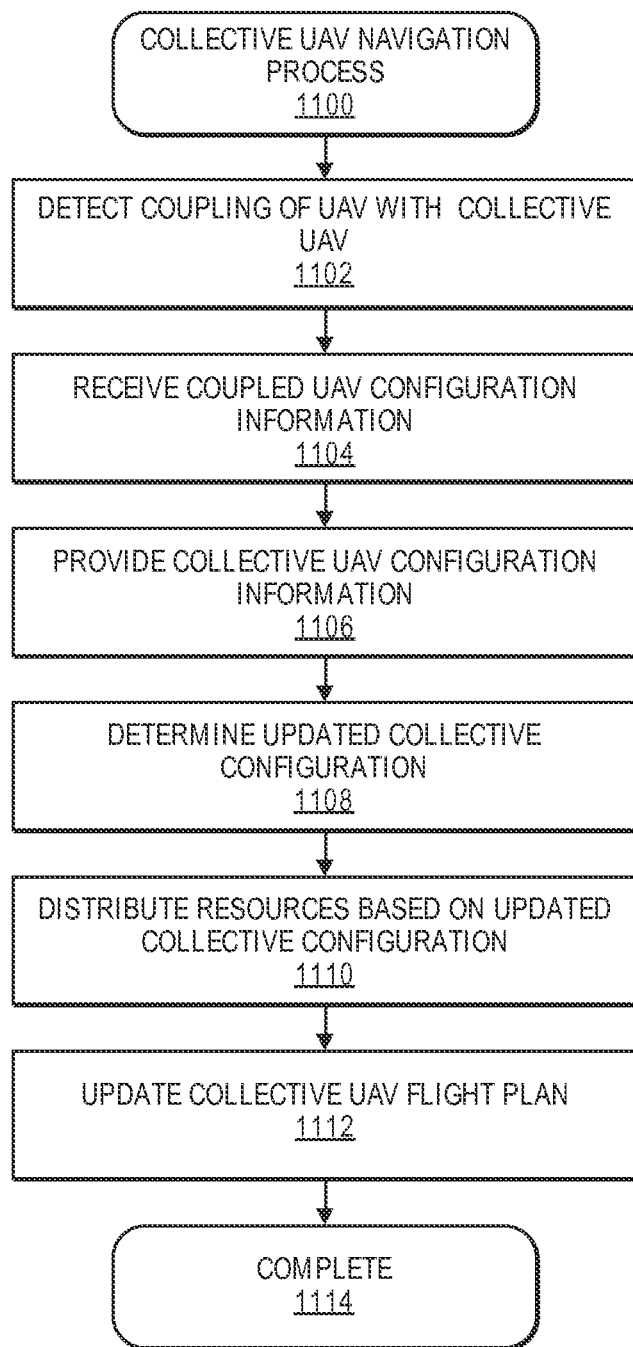 COLLECTIVE UAV NAVIGATION
PROCESS
1100
DETECT COUPLING OF UAV WITH COLLECTIVE
UAV
1102
RECEIVE COUPLED UAV CONFIGURATION
INFORMATION
1104
PROVIDE COLLECTIVE UAV CONFIGURATION
INFORMATION
1106
DETERMINE UPDATED COLLECTIVE
CONFIGURATION
1108
DISTRIBUTE RESOURCES BASED ON UPDATED
COLLECTIVE CONFIGURATION
1110
UPDATE COLLECTIVE UAV FLIGHT PLAN
1112
COMPLETE
1114